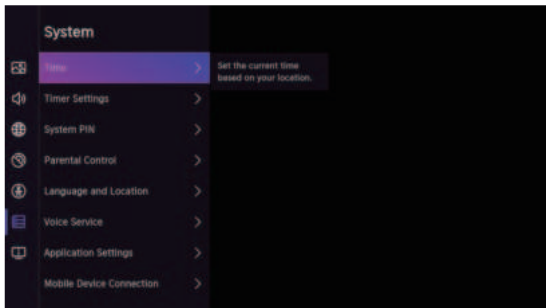 System
Time
Set the current time
based on your location.
Timer Settings
System PIN
Parental Control
Language and Location
Voice Service
Application Settings
Mobile Device Connection